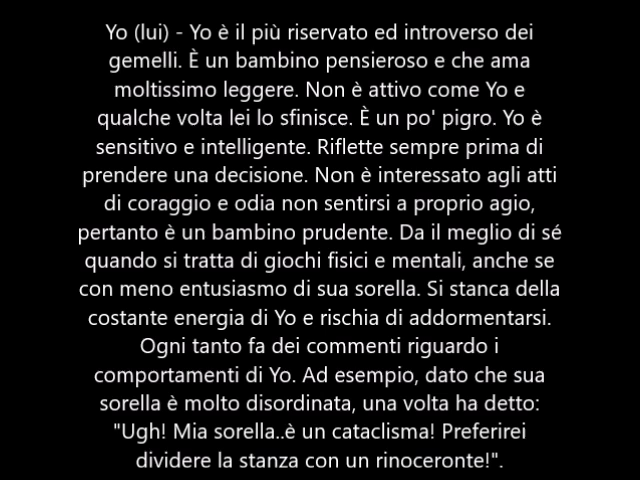 Yo (lui) - Yo è il più riservato ed introverso dei
gemelli. È un bambino pensieroso e che ama
moltissimo leggere. Non è attivo come Yo e
qualche volta lei lo sfinisce. È un po' pigro. Yo è
sensitivo e intelligente. Riflette sempre prima di
prendere una decisione. Non è interessato agli atti
di coraggio e odia non sentirsi a proprio agio,
pertanto è un bambino prudente. Da il meglio di sé
quando si tratta di giochi fisici e mentali, anche se
con meno entusiasmo di sua sorella. Si stanca della
costante energia di Yo e rischia di addormentarsi.
Ogni tanto fa dei commenti riguardo i
comportamenti di Yo. Ad esempio, dato che sua
sorella è molto disordinata, una volta ha detto:
"Ugh! Mia sorella..è un cataclisma! Preferirei
dividere la stanza con un rinoceronte!".